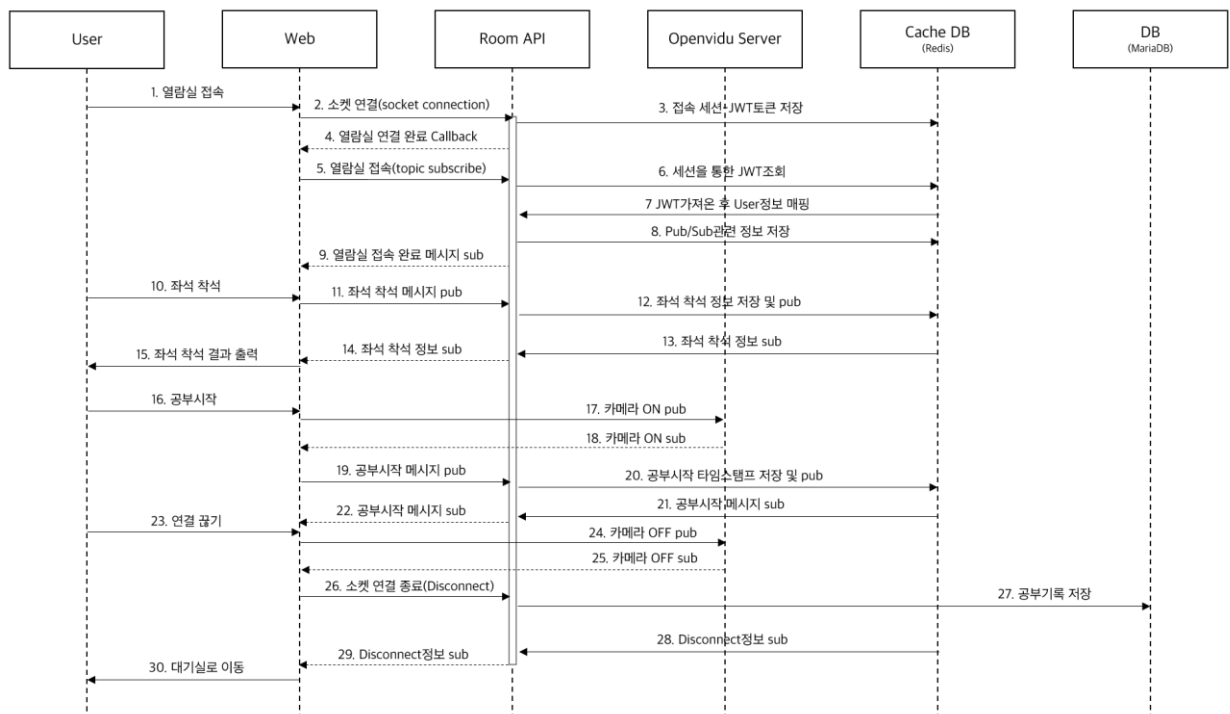 User
Web
Room API
Openvidu Server
Cache DB
(Redis)
DB
(MariaDB)
1. 열람실 접속
2. 소켓 연결(socket connection)
3. 접속 세션-JWT토큰 저장
4. 열람실 연결 완료 Callback
5. 열람실 접속(topic subscribe)
6. 세션을 통한 JWT조회
7 JWT가져온 후 User정보 매핑
8. Pub/Sub관련 정보 저장
9. 열람실 접속 완료 메시지 sub
10. 좌석 착석
11. 좌석 착석 메시지 pub
12. 좌석 착석 정보 저장 및 pub
13. 좌석 착석 정보 sub
14. 좌석 착석 정보 sub
15. 좌석 착석 결과 출력
16. 공부시작
17. 카메라 ON pub
18. 카메라 ON sub
19. 공부시작 메시지 pub
20. 공부시작 타임스탬프 저장 및 pub
21. 공부시작 메시지 sub
22. 공부시작 메시지 sub
23. 연결 끊기
24. 카메라 OFF pub
25. 카메라 OFF sub
26. 소켓 연결 종료(Disconnect)
27. 공부기록 저장
28. Disconnect정보 sub
29. Disconnect정보 sub
30. 대기실로 이동